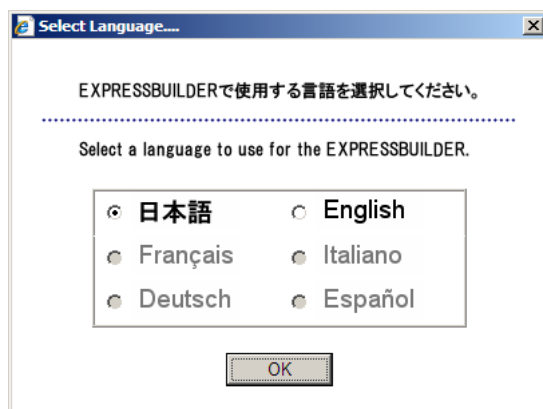 Select Language....
EXPRESSBUILDERで使用する言語を選択してください。
Select a language to use for the EXPRESSBUILDER.
日本語 English
Français Italiano
Deutsch Español
OK